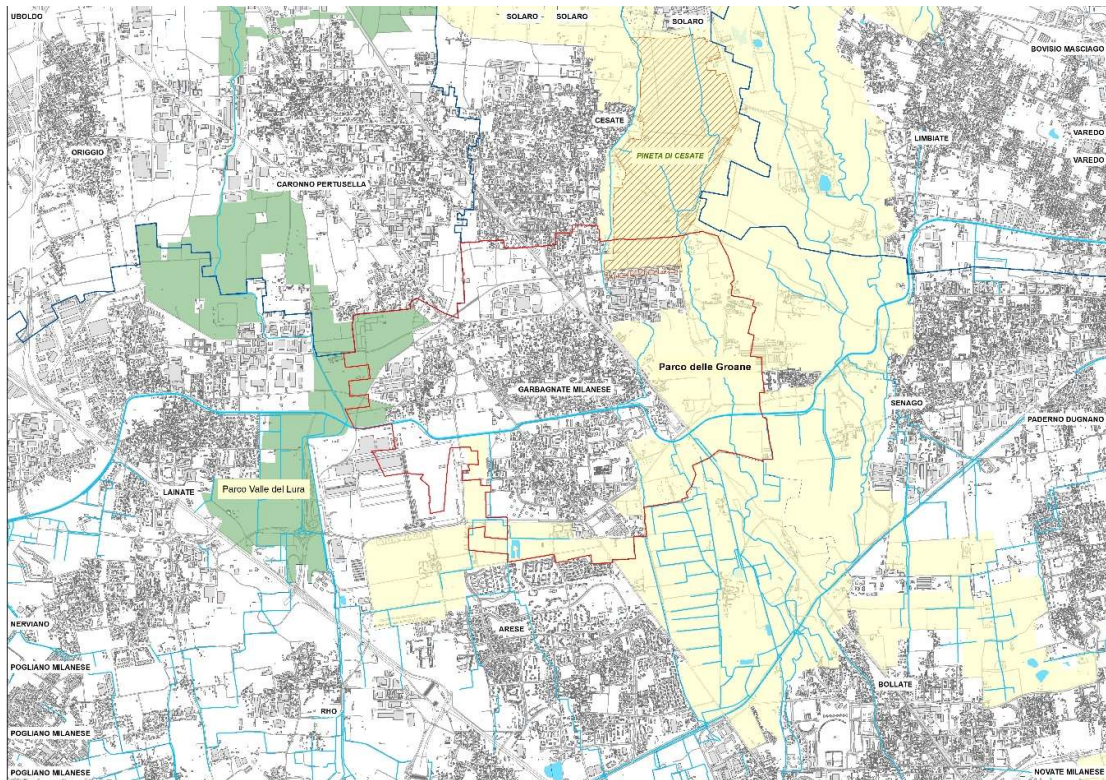 UBOLDO
SOLARO - SOLARO
SOLARO
BOVISIO MASCIAGO
CESATE
VAREDO
LIMBIATE
ORIGGIO
PINETA DI CESATE
VAREDO
CARONNO PERTUSELLA
Parco delle Groane
GARBAGNATE MILANESE
SENAGO
PADERNO DUGNANO
Parco Valle del Lura
LAINATE
NERVIANO
ARESE
POGLIANO MILANESE
BOLLATE
RHO
POGLIANO MILANESE
POGLIANO MILANESE
NOVATE MILANESE